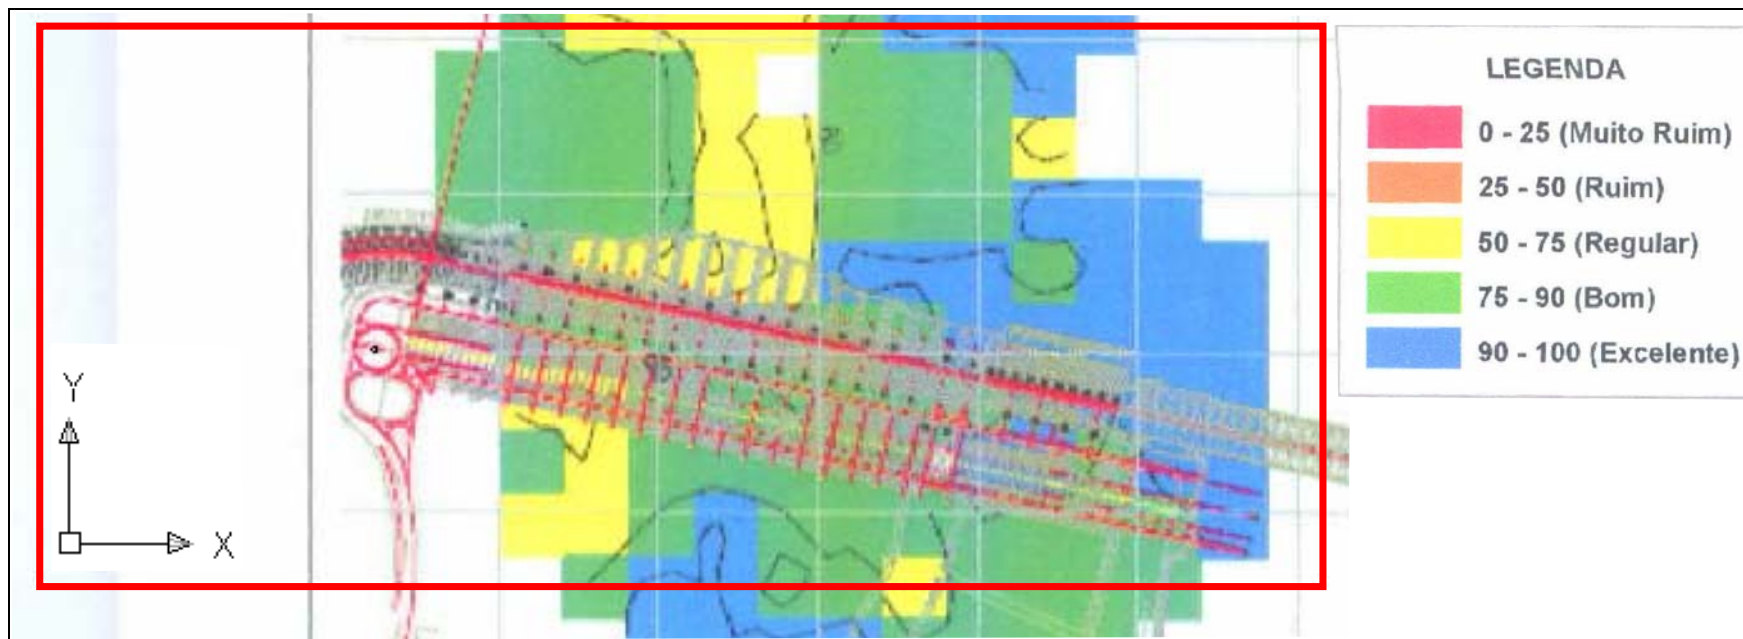 LEGENDA
0 - 25 (Muito Ruim)
25 - 50 (Ruim)
50 - 75 (Regular)
75 - 90 (Bom)
90 - 100 (Excelente)
Y
X